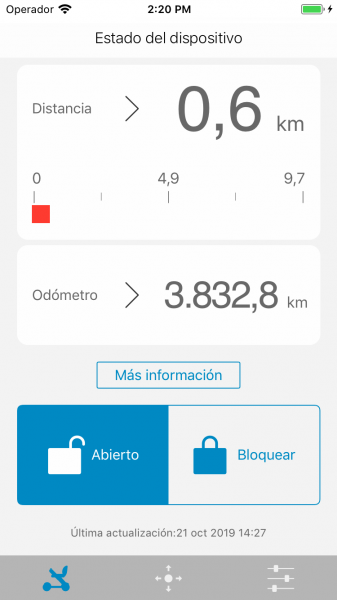 Operador 2:20 PM
Estado del dispositivo
Distancia 0,6 km
0 4,9 9,7
Odómetro 3.832,8 km
Más información
Abierto Bloquear
Última actualización:21 oct 2019 14:27